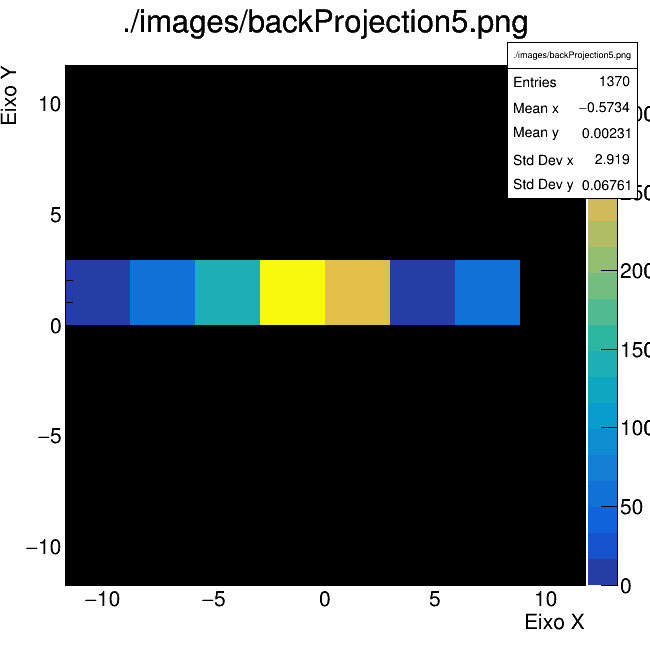 ./images/backProjection5.png
./images/backProjection5.png
Entries 1370
Mean x −0.5734
Mean y 0.00231
Std Dev x 2.919
Std Dev y 0.06761
Eixo Y
10
5
0
−5
−10
−10 −5 0 5 10
Eixo X
200
150
100
50
0